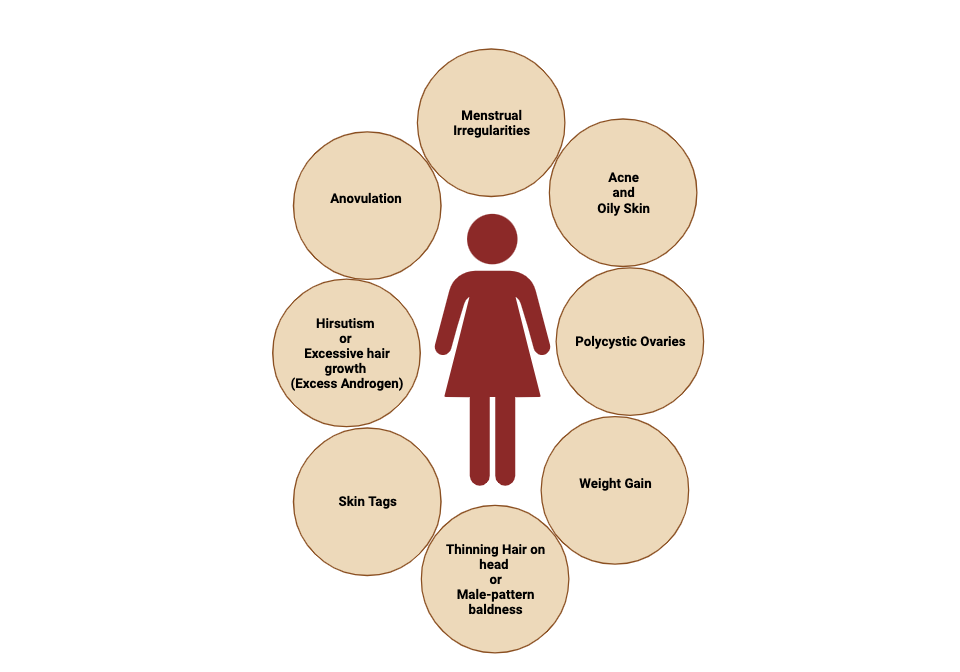 Menstrual
Irregularities
Acne
and
Oily Skin
Anovulation
Hirsutism
or
Excessive hair
growth
(Excess Androgen)
Polycystic Ovaries
Skin Tags
Weight Gain
Thinning Hair on
head
or
Male-pattern
baldness